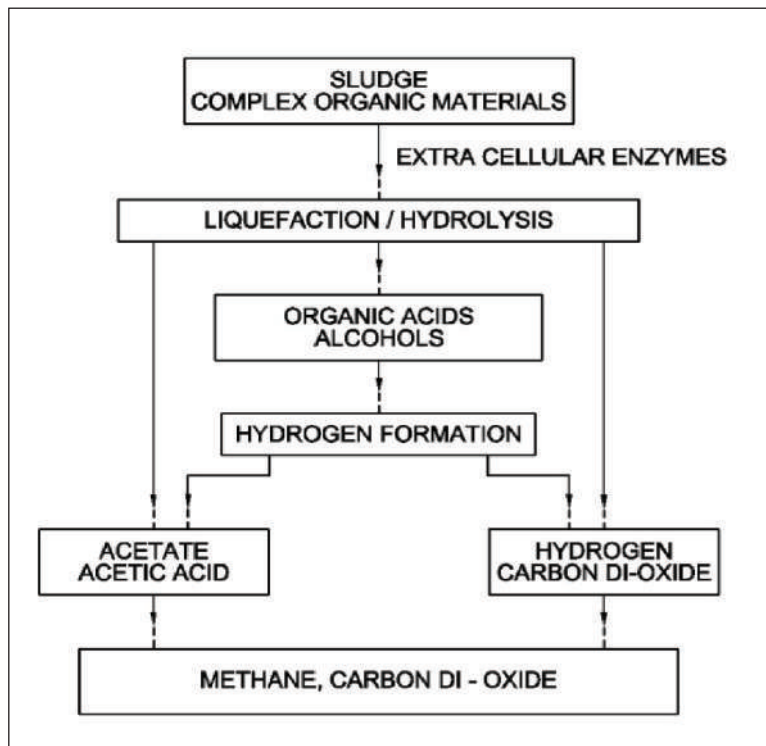 SLUDGE
COMPLEX ORGANIC MATERIALS
EXTRA CELLULAR ENZYMES
LIQUEFACTION / HYDROLYSIS
ORGANIC ACIDS
ALCOHOLS
HYDROGEN FORMATION
ACETATE
ACETIC ACID
HYDROGEN
CARBON DI-OXIDE
METHANE, CARBON DI - OXIDE